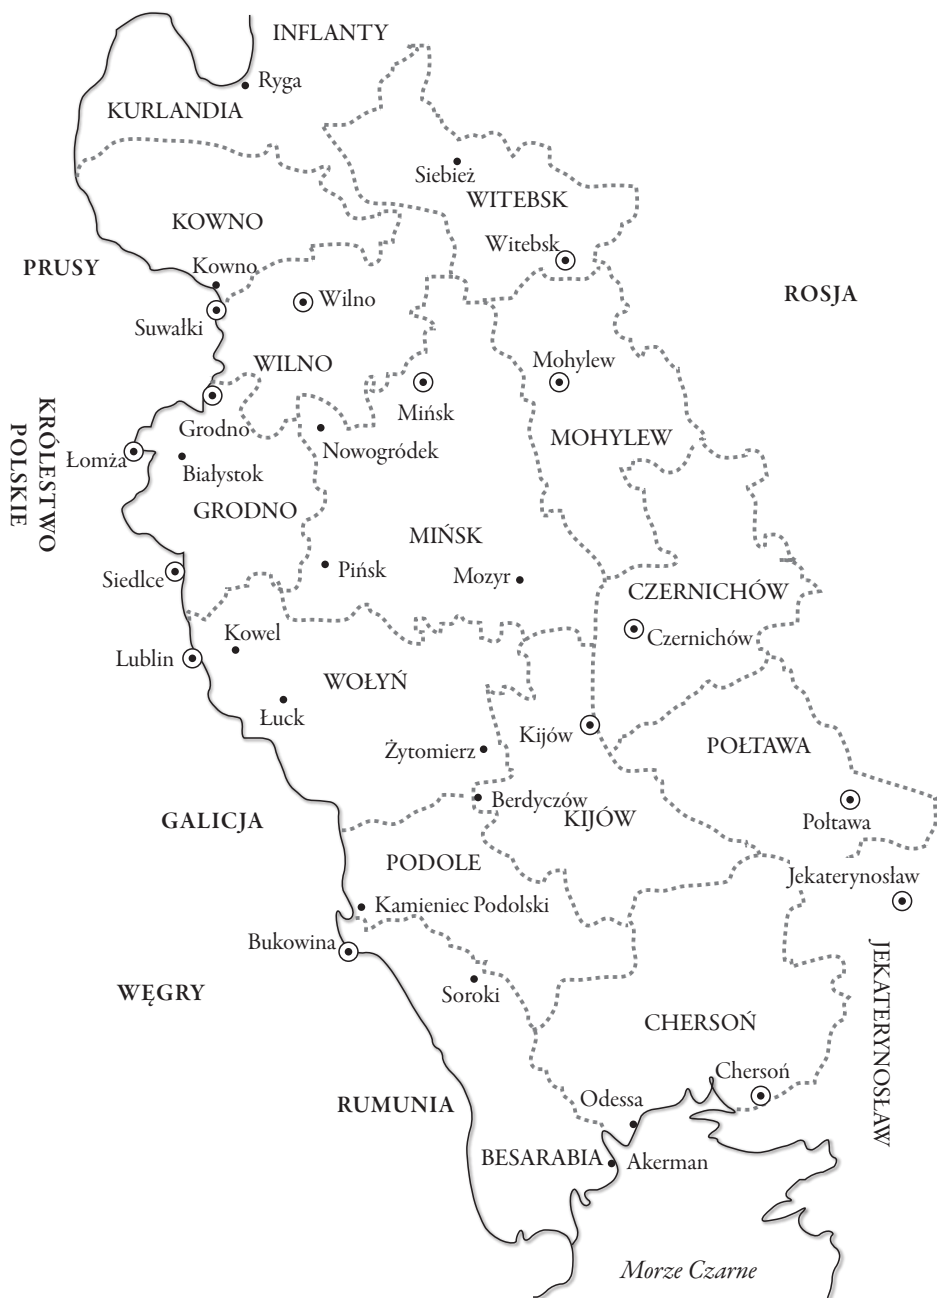 INFLANTY
Ryga
KURLANDIA
Siebież
WITEBSK
KOWNO
Witebsk
PRUSY
Kowno
ROSJA
Wilno
Suwałki
WILNO
Mohylew
Mińsk
KRÓLESTWO
POLSKIE
Grodno
Nowogródek
MOHYLEW
Łomża
Białystok
GRODNO
MIŃSK
Siedlce
Pińsk
Mozyr
CZERNICHÓW
Kowel
Czernichów
Lublin
WOŁYŃ
Łuck
Kijów
POŁTAWA
Żytomierz
Berdyczów
GALICJA
KIJÓW
Połtawa
PODOLE
Jekaterynosław
Kamieniec Podolski
Bukowina
JEKATERYNOSŁAW
WĘGRY
Soroki
CHERSOŃ
Chersoń
RUMUNIA
Odessa
BESARABIA
Akerman
Morze Czarne